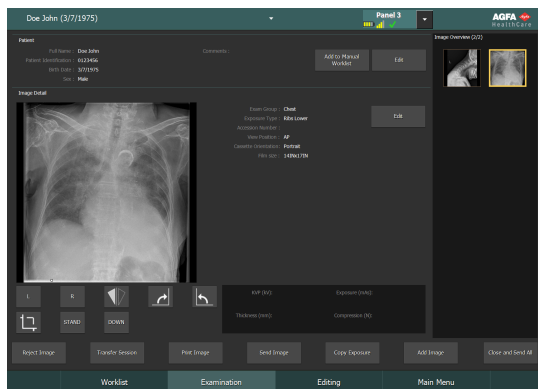 Doe John (3/7/1975)
Panel 3
AGFA
HealthCare
Patient
Full Name : Doe John
Patient Identification : 0123456
Birth Date : 3/7/1975
Sex : Male
Comments :
Add to Manual Worklist
Edit
Image Overview (2/2)
Image Detail
Exam Group : Chest
Exposure Type : Ribs Lower
Accession Number :
View Position : AP
Cassette Orientation : Portrait
Film size : 14INx17IN
Edit
L
R
STAND
DOWN
kVP (kV):
Exposure (mAs):
Thickness (mm):
Compression (N):
Reject Image
Transfer Session
Print Image
Send Image
Copy Exposure
Add Image
Close and Send All
Worklist
Examination
Editing
Main Menu